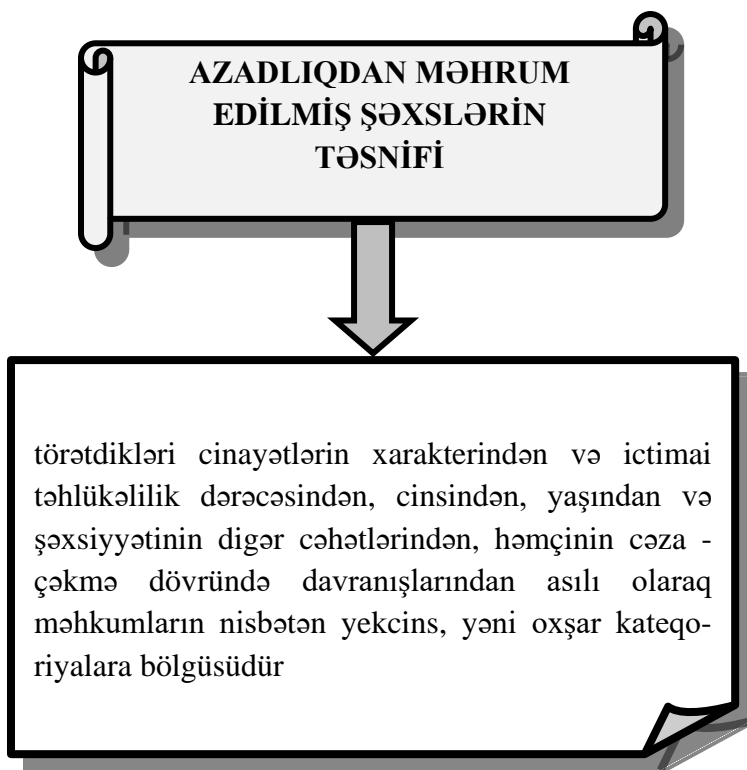 AZADLIQDAN MƏHRUM
EDİLMİŞ ŞƏXSLƏRİN
TƏSNİFİ
törətdikləri cinayətlərin xarakterindən və ictimai
təhlükəlilik dərəcəsindən, cinsindən, yaşından və
şəxsiyyətinin digər cəhətlərindən, həmçinin cəza -
çəkmə dövründə davranışlarından asılı olaraq
məhkumların nisbətən yekcins, yəni oxşar kateqo-
riyalara bölgüsüdür